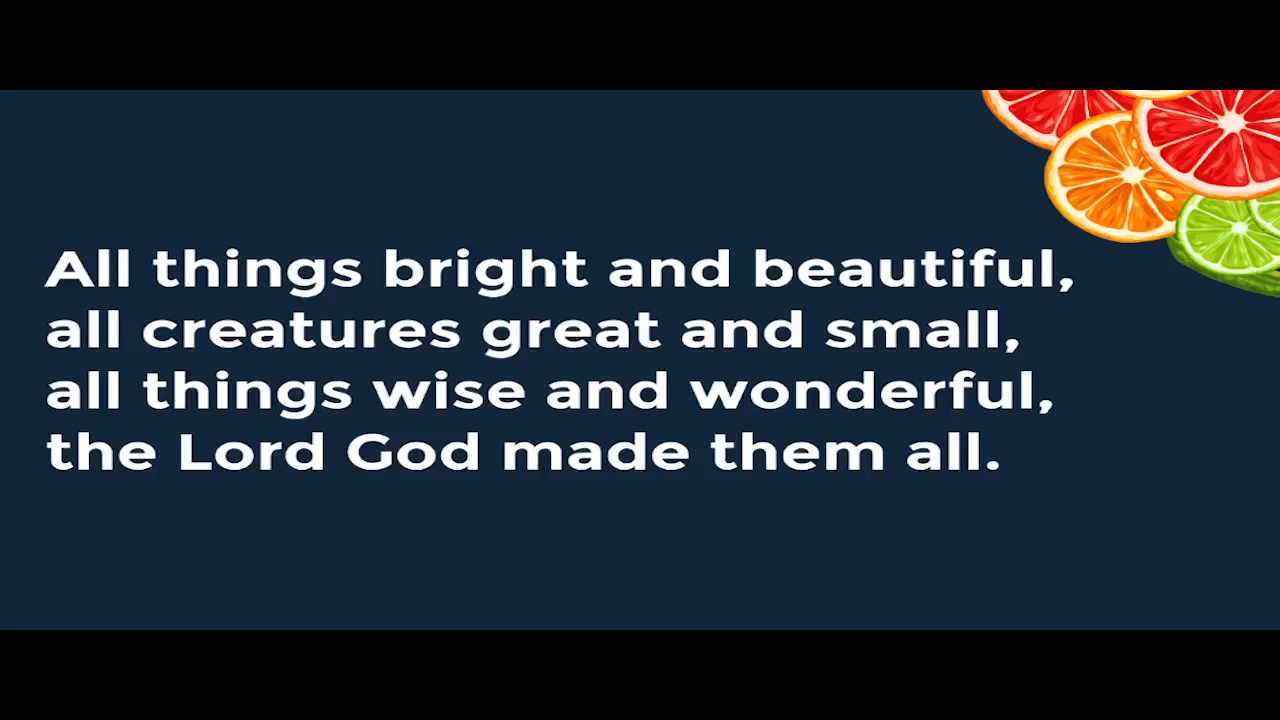 All things bright and beautiful,
all creatures great and small,
all things wise and wonderful,
the Lord God made them all.